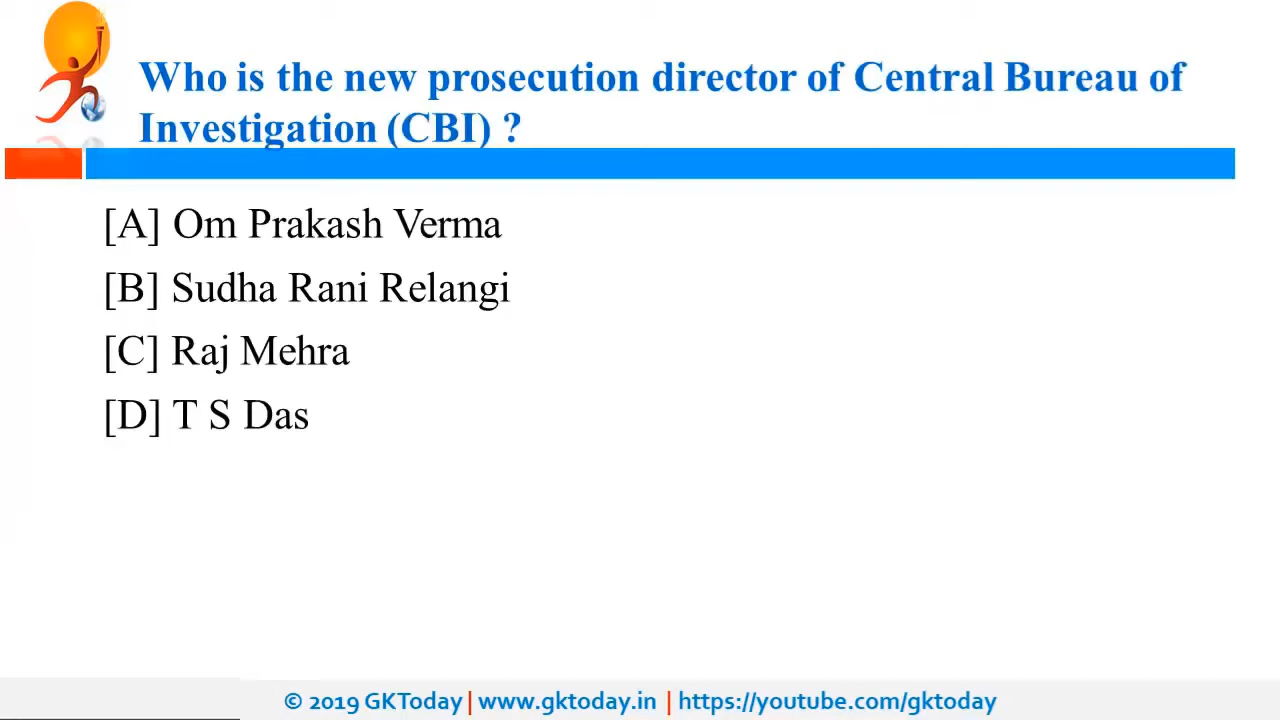 Who is the new prosecution director of Central Bureau of
Investigation (CBI) ?
[A] Om Prakash Verma
[B] Sudha Rani Relangi
[C] Raj Mehra
[D] T S Das
© 2019 GKToday | www.gktoday.in | https://youtube.com/gktoday